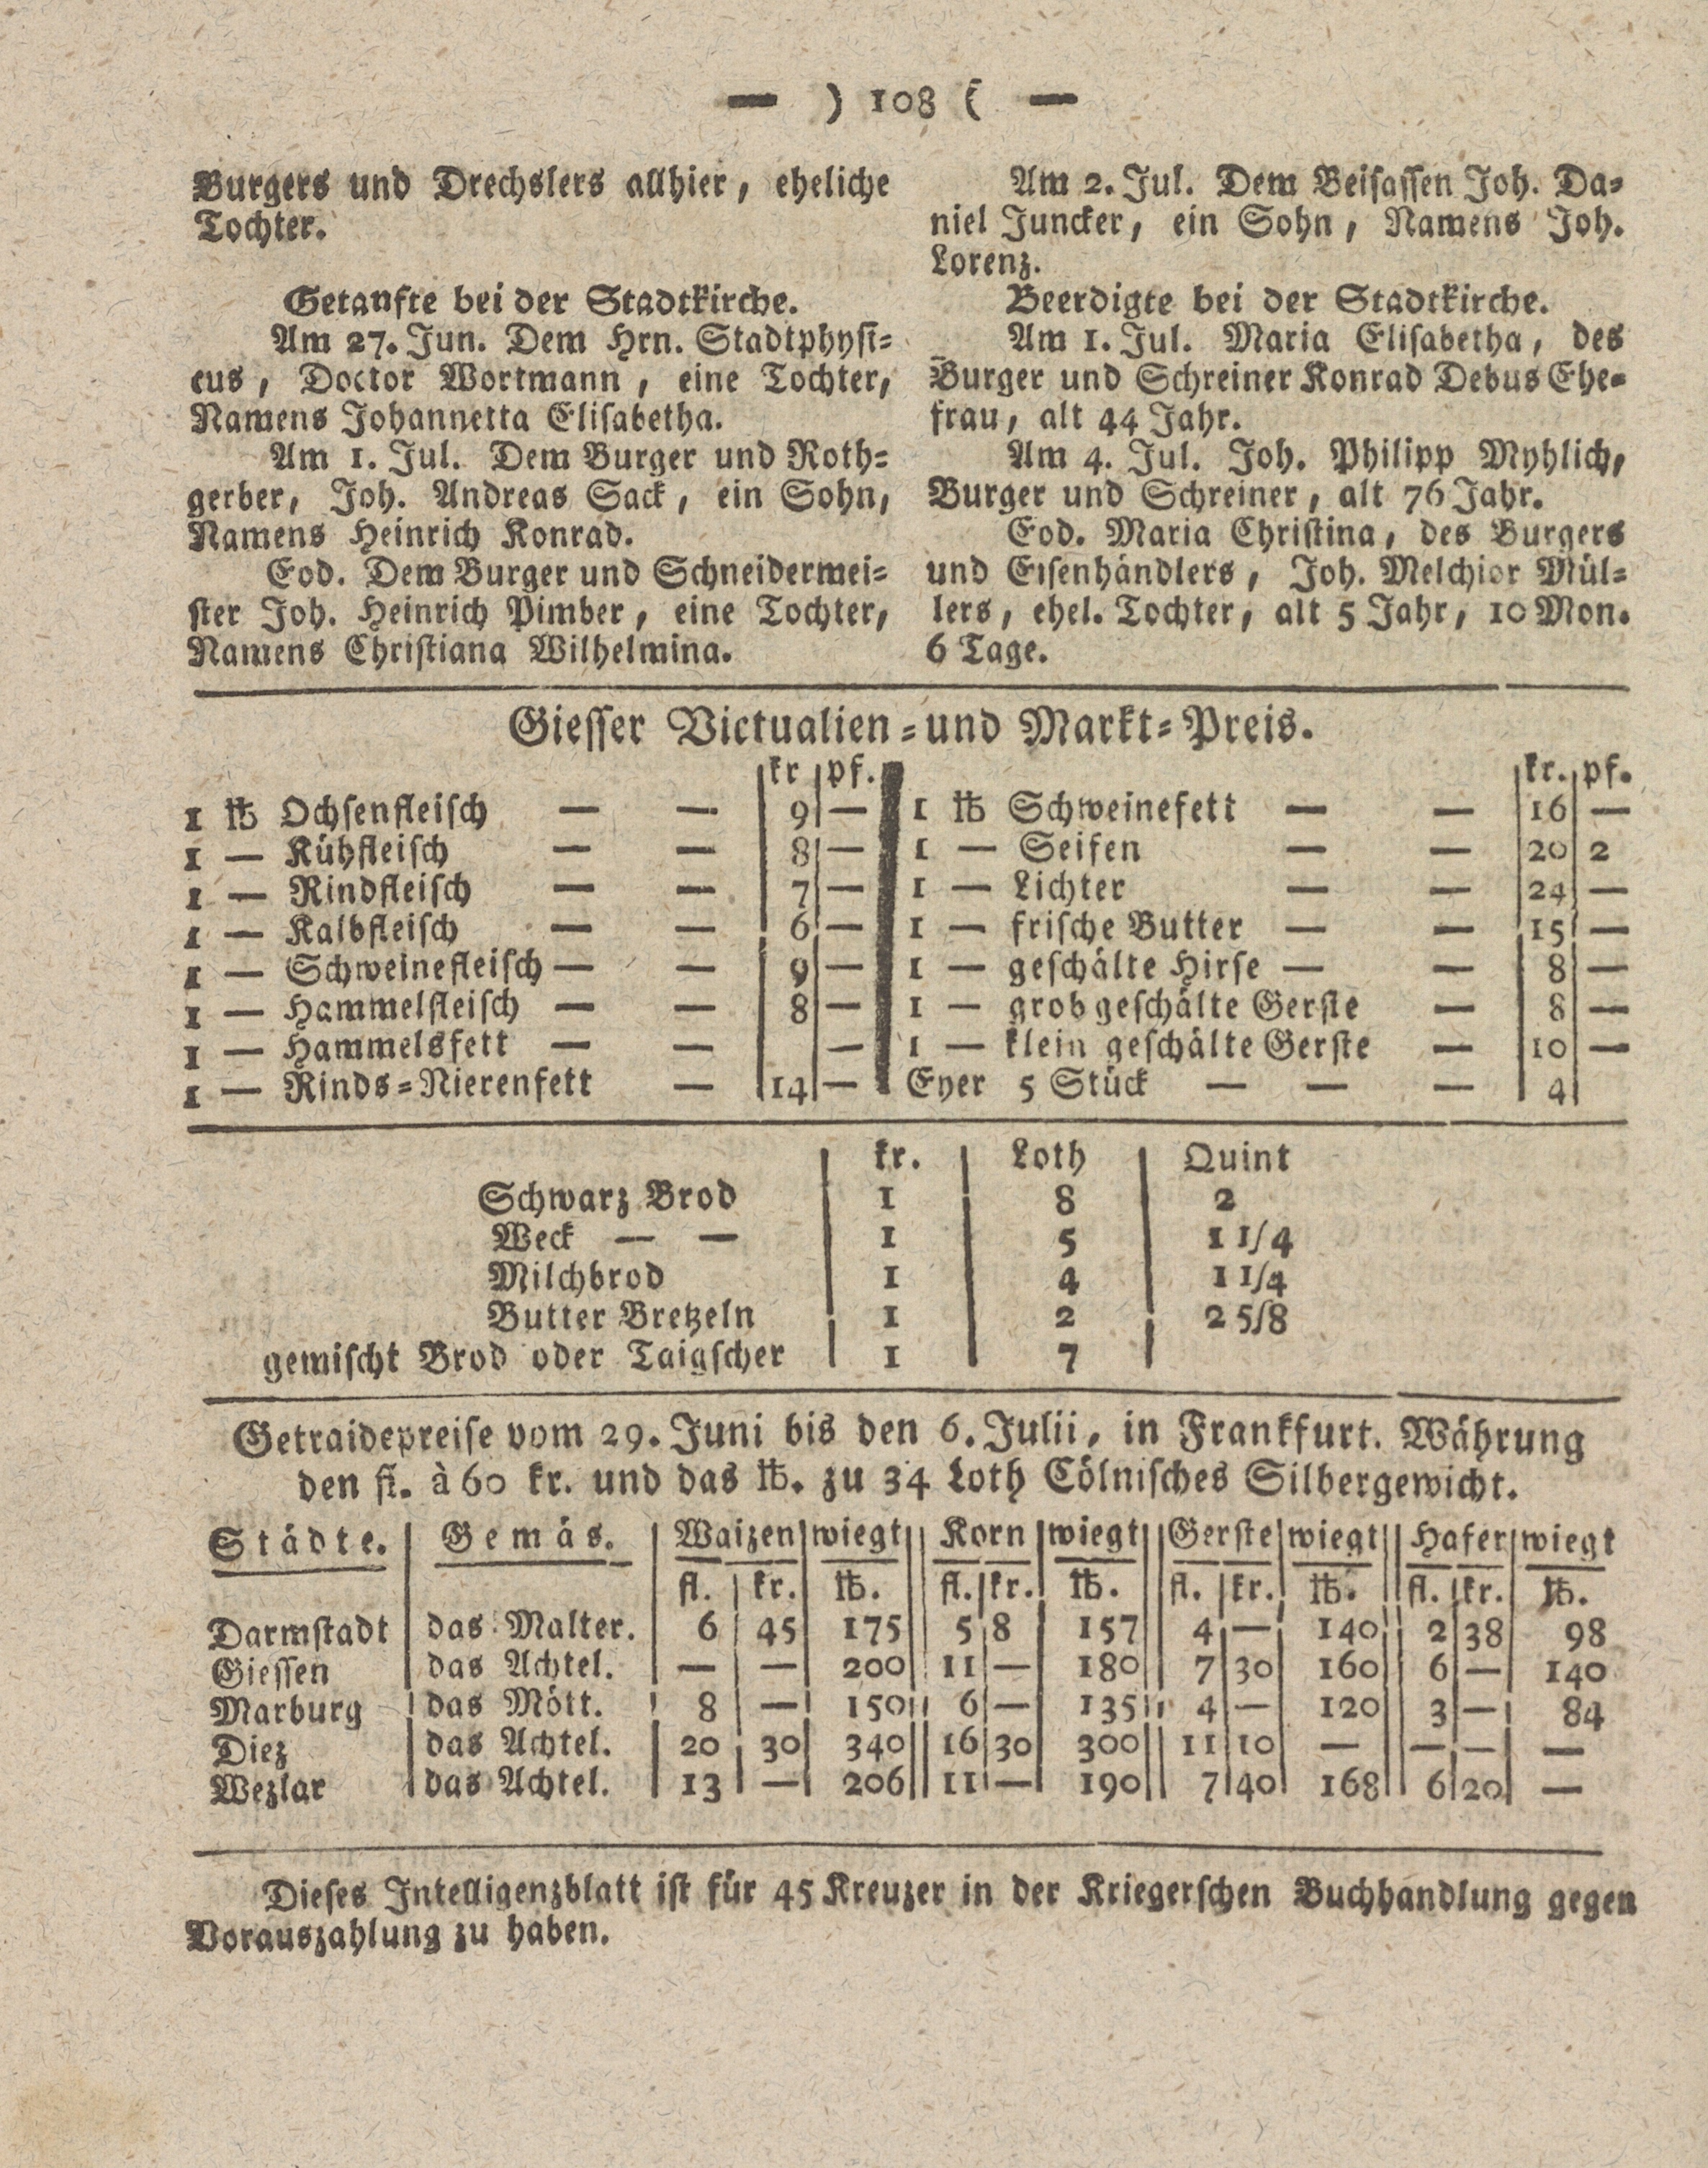 — ) 108 ( —
Burgers und Drechslers allhier, eheliche
Tochter.
Getaufte bei der Stadtkirche.
Am 27. Jun. Dem Hrn. Stadtphysi-
cus, Doctor Wortmann, eine Tochter,
Namens Johannetta Elisabetha.
Am 1. Jul. Dem Burger und Roth-
gerber, Joh. Andreas Sack, ein Sohn,
Namens Heinrich Konrad.
Eod. Dem Burger und Schneidermei-
ster Joh. Heinrich Pimber, eine Tochter,
Namens Christiana Wilhelmina.
Am 2. Jul. Dem Beisassen Joh. Da-
niel Juncker, ein Sohn, Namens Joh.
Lorenz.
Beerdigte bei der Stadtkirche.
Am 1. Jul. Maria Elisabetha, des
Burger und Schreiner Konrad Debus Ehe-
frau, alt 44 Jahr.
Am 4. Jul. Joh. Philipp Myhlich,
Burger und Schreiner, alt 76 Jahr.
Eod. Maria Christina, des Burgers
und Eisenhändlers, Joh. Melchior Mül-
lers, ehel. Tochter, alt 5 Jahr, 10 Mon.
6 Tage.
Giesser Victualien- und Markt-Preis.
kr pf.
1 ℔ Ochsenfleisch — — 9 —
1 — Kühfleisch — — 8 —
1 — Rindfleisch — — 7 —
1 — Kalbfleisch — — 6 —
1 — Schweinefleisch — — 9 —
1 — Hammelfleisch — — 8 —
1 — Hammelsfett — — —
1 — Rinds-Nierenfett — 14 —
kr. pf.
1 ℔ Schweinefett — — 16 —
1 — Seifen — — 20 2
1 — Lichter — — 24 —
1 — frische Butter — — 15 —
1 — geschälte Hirse — — 8 —
1 — grob geschälte Gerste — 8 —
1 — klein geschälte Gerste — 10 —
Eyer 5 Stück — — — 4
kr. Loth Quint
Schwarz Brod 1 8 2
Weck — — 1 5 1 1/4
Milchbrod 1 4 1 1/4
Butter Bretzeln 1 2 2 5/8
gemischt Brod oder Taigscher 1 7
Getraidepreise vom 29. Juni bis den 6. Julii, in Frankfurt. Währung
den fl. à 60 kr. und das ℔. zu 34 Loth Cölnisches Silbergewicht.
Städte. Gemäs. Waizen wiegt Korn wiegt Gerste wiegt Hafer wiegt
fl. kr. ℔. fl. kr. ℔. fl. kr. ℔. fl. kr. ℔.
Darmstadt das Malter. 6 45 175 5 8 157 4 — 140 2 38 98
Giessen das Achtel. — — 200 11 — 180 7 30 160 6 — 140
Marburg das Mött. 8 — 150 6 — 135 4 — 120 3 — 84
Diez das Achtel. 20 30 340 16 30 300 11 10 — — — —
Wezlar das Achtel. 13 — 206 11 — 190 7 40 168 6 20 —
Dieses Intelligenzblatt ist für 45 Kreuzer in der Kriegerschen Buchhandlung gegen
Vorauszahlung zu haben.